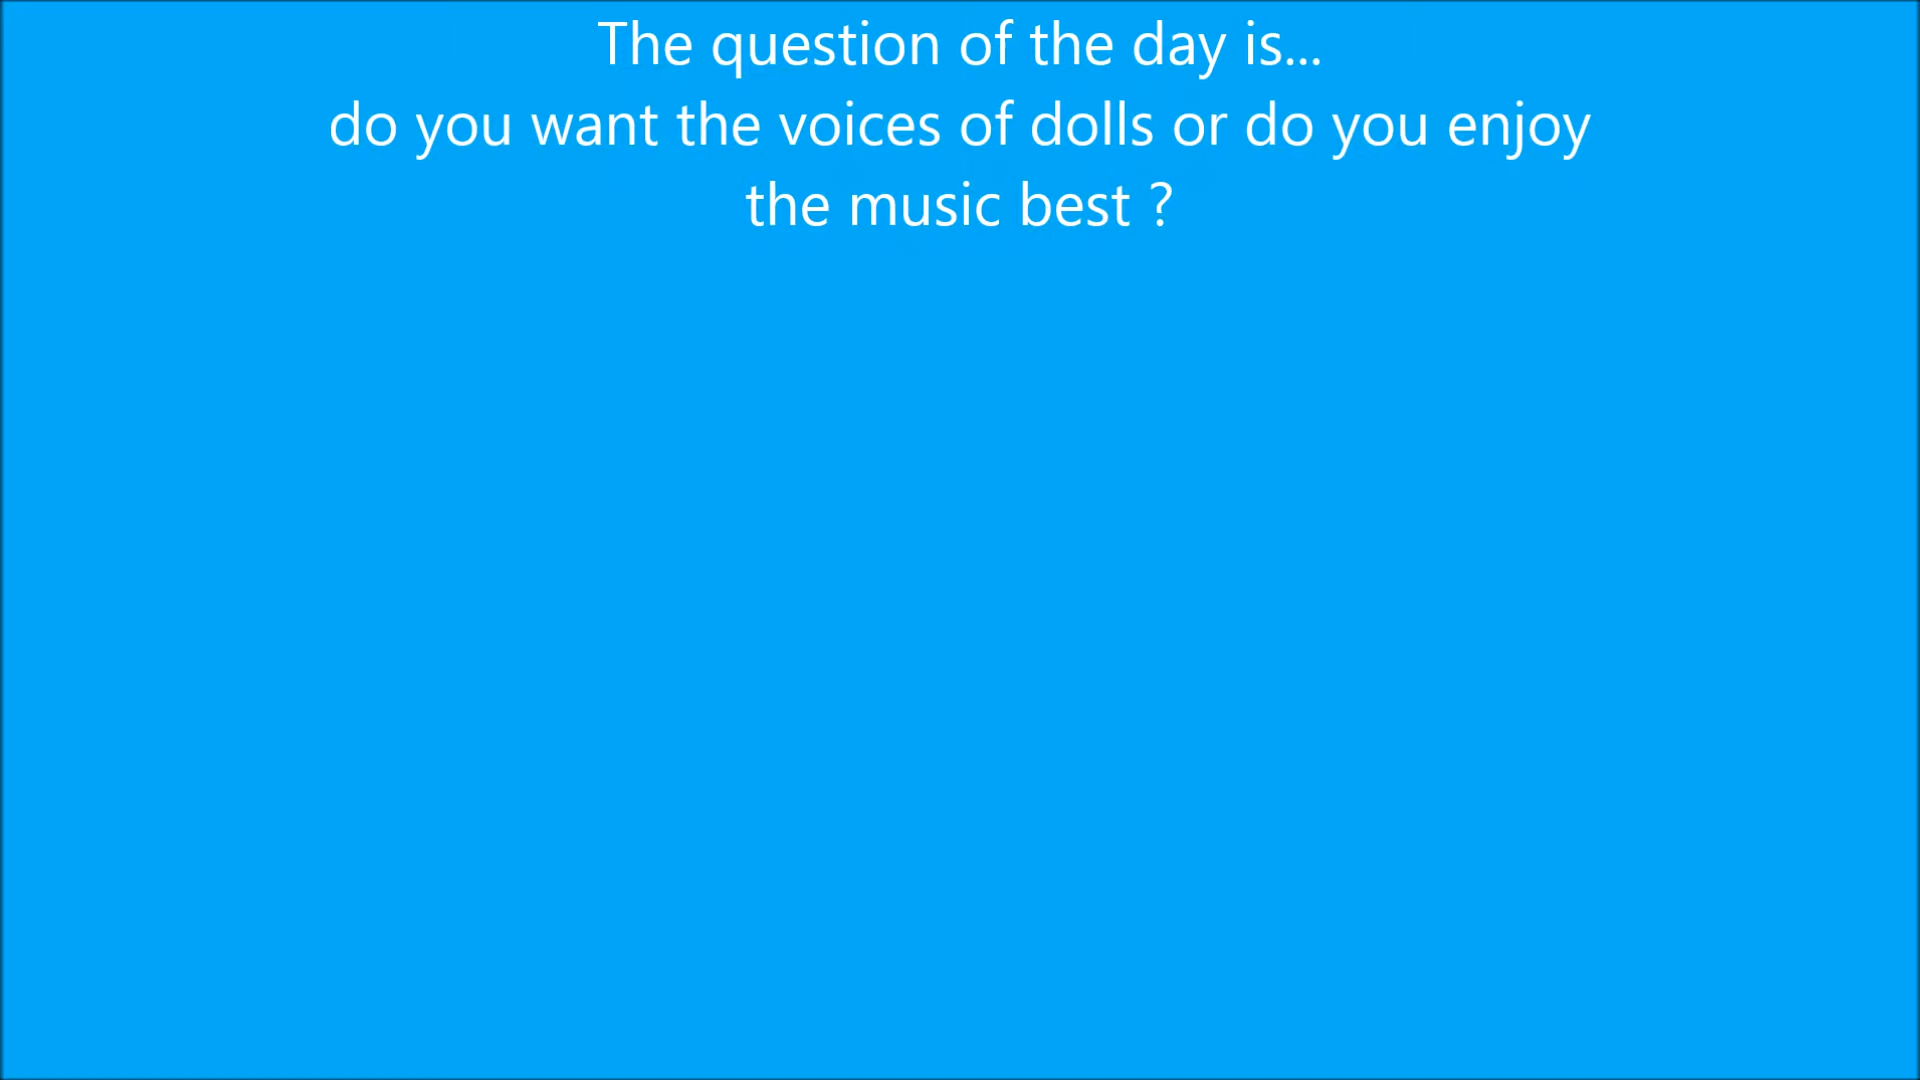 The question of the day is...
do you want the voices of dolls or do you enjoy
the music best ?